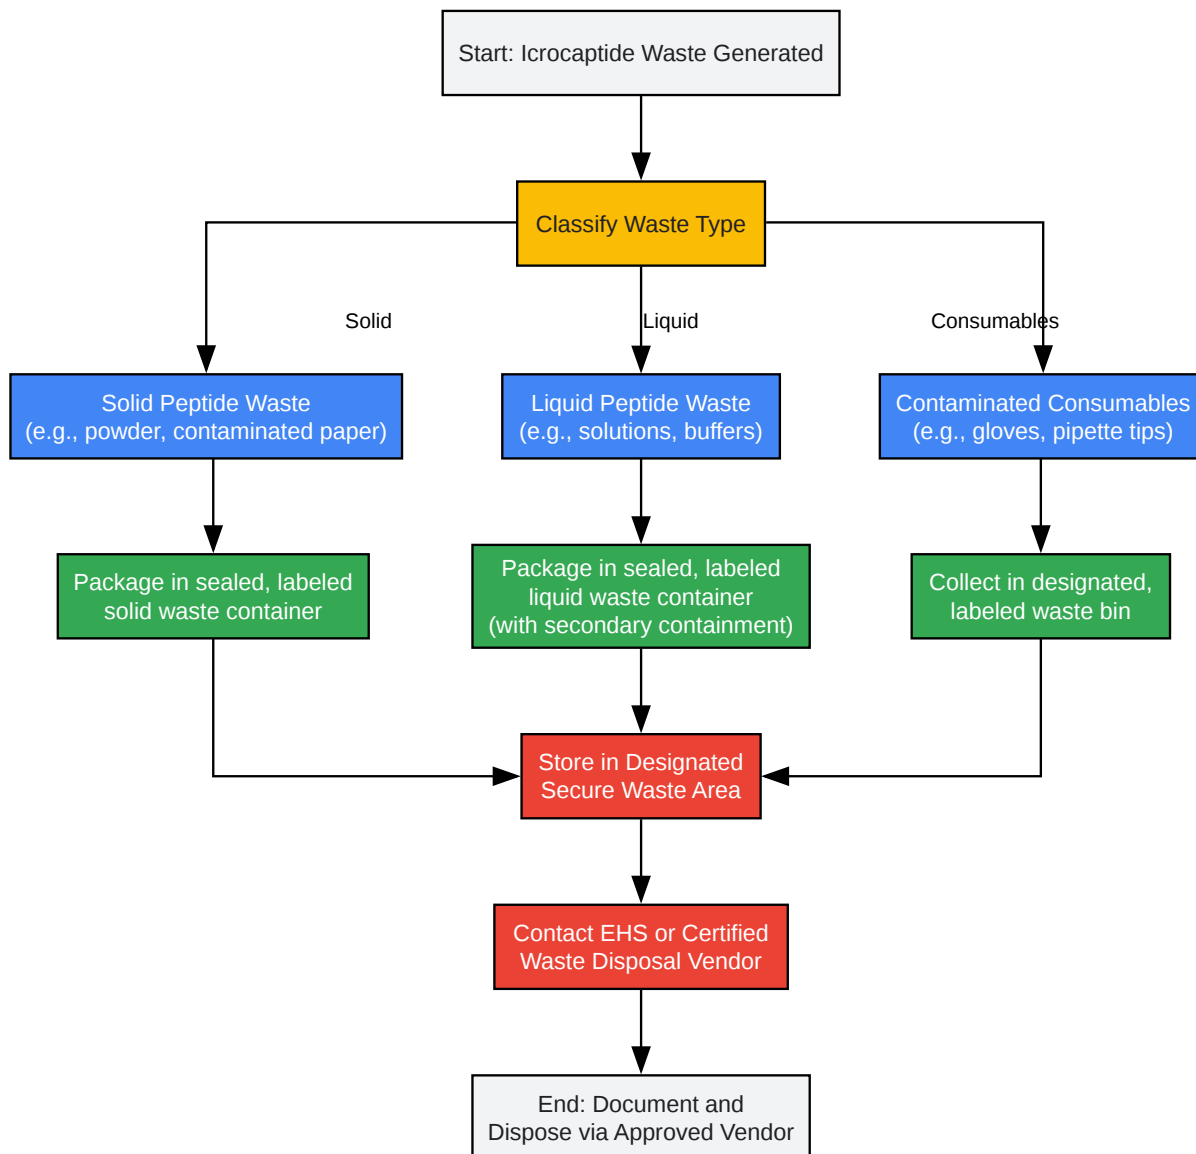 Start: Icrocaptide Waste Generated
Classify Waste Type
Solid
Liquid
Consumables
Solid Peptide Waste
(e.g., powder, contaminated paper)
Liquid Peptide Waste
(e.g., solutions, buffers)
Contaminated Consumables
(e.g., gloves, pipette tips)
Package in sealed, labeled
solid waste container
Package in sealed, labeled
liquid waste container
(with secondary containment)
Collect in designated,
labeled waste bin
Store in Designated
Secure Waste Area
Contact EHS or Certified
Waste Disposal Vendor
End: Document and
Dispose via Approved Vendor